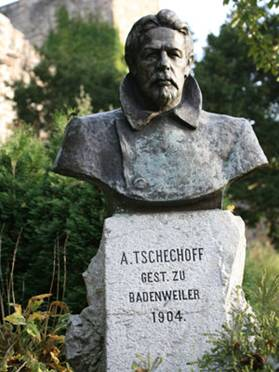 A. TSCHECHOFF
GEST. ZU
BADENWEILER
1904.